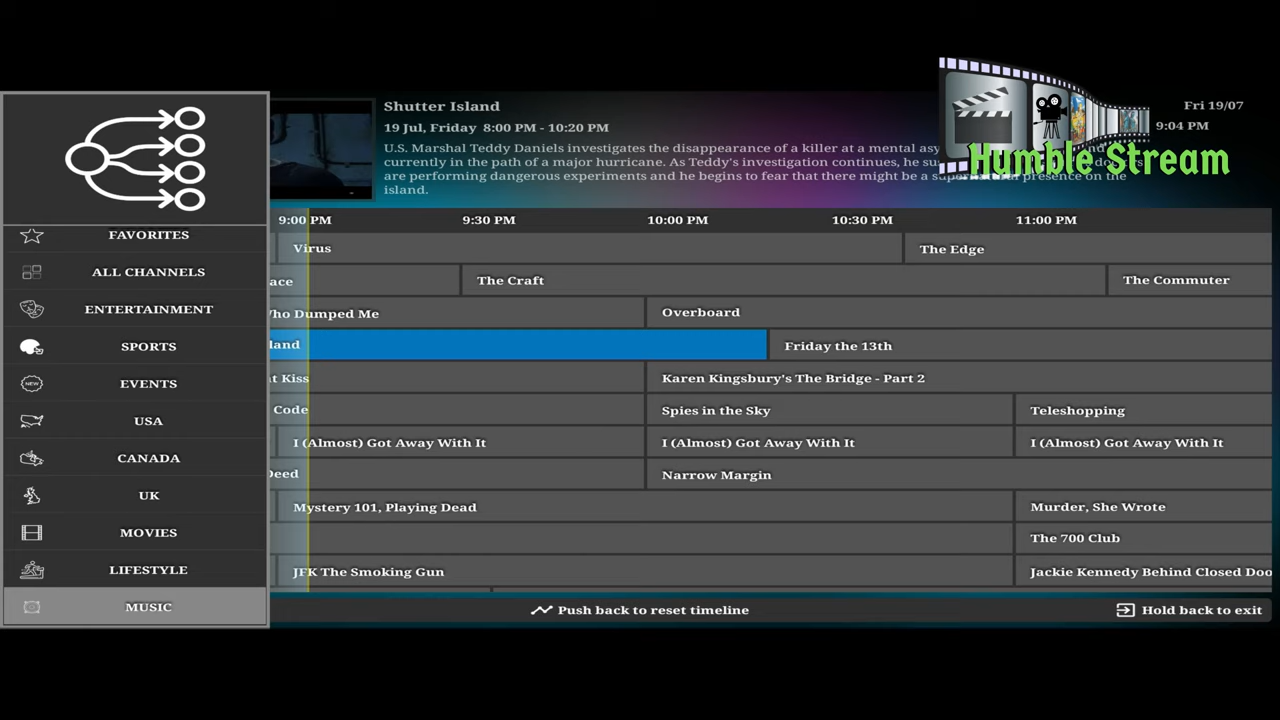 Shutter Island
Fri 19/07
19 Jul, Friday 8:00 PM - 10:20 PM
9:04 PM
U.S. Marshal Teddy Daniels investigates the disappearance of a killer at a mental asy
currently in the path of a major hurricane. As Teddy's investigation continues, he su
are performing dangerous experiments and he begins to fear that there might be a presence on the
island.
Humble Stream
9:00 PM 9:30 PM 10:00 PM 10:30 PM 11:00 PM
FAVORITES
ALL CHANNELS
ENTERTAINMENT
SPORTS
EVENTS
NEW
USA
CANADA
UK
MOVIES
LIFESTYLE
MUSIC
Virus The Edge
ace The Craft The Commuter
Who Dumped Me Overboard
land Friday the 13th
t Kiss Karen Kingsbury's The Bridge - Part 2
Code Spies in the Sky Teleshopping
I (Almost) Got Away With It I (Almost) Got Away With It I (Almost) Got Away With It
Deed Narrow Margin
Mystery 101, Playing Dead Murder, She Wrote
The 700 Club
JFK The Smoking Gun Jackie Kennedy Behind Closed Doo
Push back to reset timeline Hold back to exit